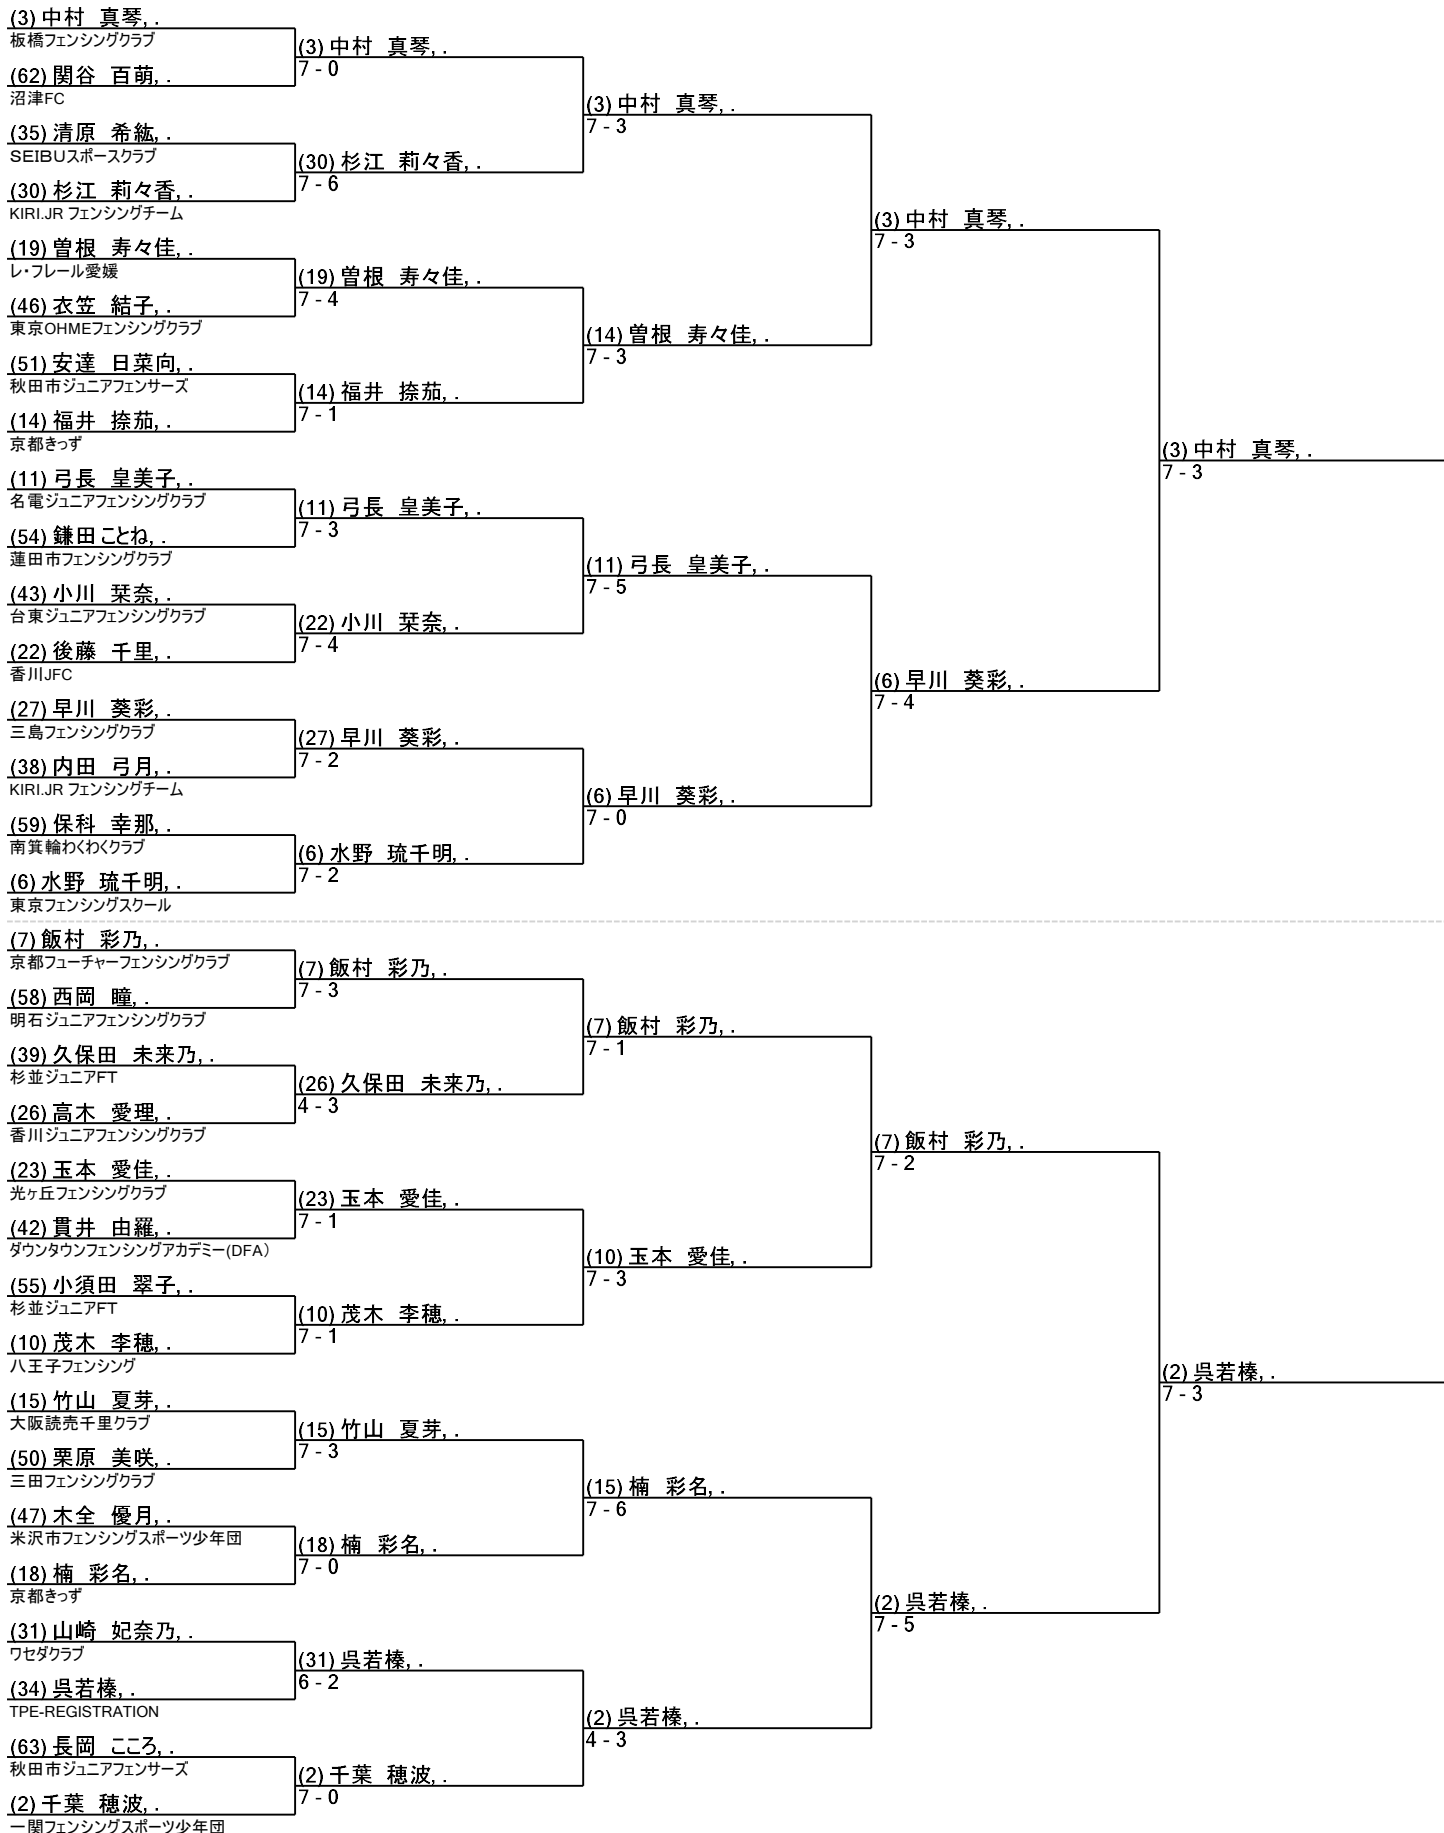 (3) 中村　真琴, .
板橋フェンシングクラブ
(62) 関谷　百萌, .
沼津FC
(35) 清原　希紘, .
SEIBUスポースクラブ
(30) 杉江　莉々香, .
KIRI.JR フェンシングチーム
(19) 曽根　寿々佳, .
レ・フレール愛媛
(46) 衣笠　結子, .
東京OHMEフェンシングクラブ
(51) 安達　日菜向, .
秋田市ジュニアフェンサーズ
(14) 福井　捺茄, .
京都きっず
(11) 弓長　皇美子, .
名電ジュニアフェンシングクラブ
(54) 鎌田 ことね, .
蓮田市フェンシングクラブ
(43) 小川　栞奈, .
台東ジュニアフェンシングクラブ
(22) 後藤　千里, .
香川JFC
(27) 早川　葵彩, .
三島フェンシングクラブ
(38) 内田　弓月, .
KIRI.JR フェンシングチーム
(59) 保科　幸那, .
南箕輪わくわくクラブ
(6) 水野　琉千明, .
東京フェンシングスクール
(3) 中村　真琴, .
7 - 0
(30) 杉江　莉々香, .
7 - 6
(19) 曽根　寿々佳, .
7 - 4
(14) 福井　捺茄, .
7 - 1
(11) 弓長　皇美子, .
7 - 3
(22) 小川　栞奈, .
7 - 4
(27) 早川　葵彩, .
7 - 2
(6) 水野　琉千明, .
7 - 2
(3) 中村　真琴, .
7 - 3
(14) 曽根　寿々佳, .
7 - 3
(11) 弓長　皇美子, .
7 - 5
(6) 早川　葵彩, .
7 - 0
(3) 中村　真琴, .
7 - 3
(6) 早川　葵彩, .
7 - 4
(3) 中村　真琴, .
7 - 3
(7) 飯村　彩乃, .
京都フューチャーフェンシングクラブ
(58) 西岡　瞳, .
明石ジュニアフェンシングクラブ
(39) 久保田　未来乃, .
杉並ジュニアFT
(26) 高木　愛理, .
香川ジュニアフェンシングクラブ
(23) 玉本　愛佳, .
光ヶ丘フェンシングクラブ
(42) 貫井　由羅, .
ダウンタウンフェンシングアカデミー(DFA）
(55) 小須田　翠子, .
杉並ジュニアFT
(10) 茂木　李穂, .
八王子フェンシング
(15) 竹山　夏芽, .
大阪読売千里クラブ
(50) 栗原　美咲, .
三田フェンシングクラブ
(47) 木全　優月, .
米沢市フェンシングスポーツ少年団
(18) 楠　彩名, .
京都きっず
(31) 山崎　妃奈乃, .
ワセダクラブ
(34) 呉若榛, .
TPE-REGISTRATION
(63) 長岡　こころ, .
秋田市ジュニアフェンサーズ
(2) 千葉　穂波, .
一関フェンシングスポーツ少年団
(7) 飯村　彩乃, .
7 - 3
(26) 久保田　未来乃, .
4 - 3
(23) 玉本　愛佳, .
7 - 1
(10) 茂木　李穂, .
7 - 1
(15) 竹山　夏芽, .
7 - 3
(18) 楠　彩名, .
7 - 0
(31) 呉若榛, .
6 - 2
(2) 千葉　穂波, .
7 - 0
(7) 飯村　彩乃, .
7 - 1
(10) 玉本　愛佳, .
7 - 3
(15) 楠　彩名, .
7 - 6
(2) 呉若榛, .
4 - 3
(7) 飯村　彩乃, .
7 - 2
(2) 呉若榛, .
7 - 5
(2) 呉若榛, .
7 - 3